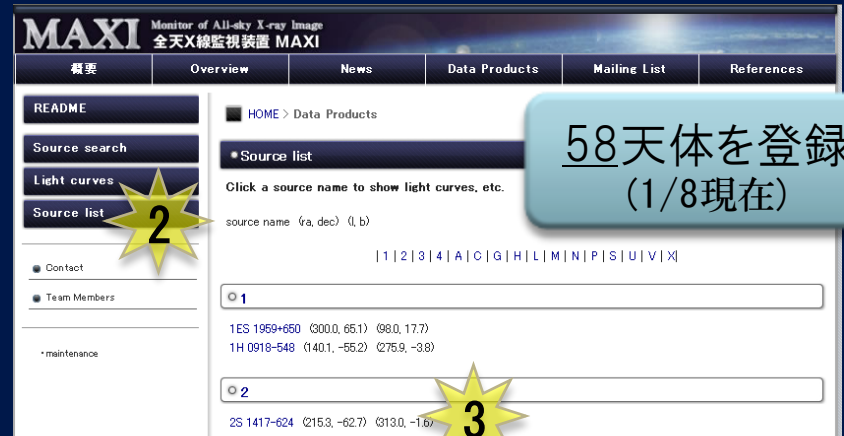 MAXI Monitor of All-sky X-ray Image
全天X線監視装置 MAXI
概要 Overview News Data Products Mailing List References
README
Source search
Light curves
Source list
2
Contact
Team Members
・maintenance
HOME > Data Products
Source list
58天体を登録
(1/8現在)
Click a source name to show light curves, etc.
source name (ra, dec) (l, b)
| 1 | 2 | 3 | 4 | A | C | G | H | L | M | N | P | S | U | V | X|
1
1ES 1959+650 (300.0, 65.1) (98.0, 17.7)
1H 0918-548 (140.1, -55.2) (275.9, -3.8)
2
2S 1417-624 (215.3, -62.7) (313.0, -1.6)
3